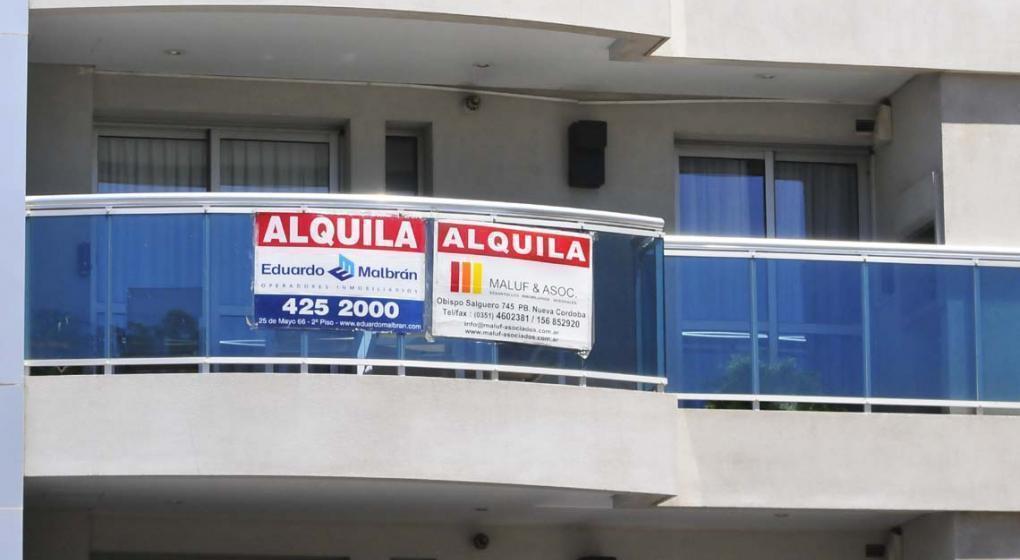 ALQUILA
Eduardo Malbrán
OPERADORES INMOBILIARIOS
425 2000
25 de Mayo 66 - 2º Piso - www.eduardomalbran.com
ALQUILA
MALUF & ASOC.
Obispo Salguero 745 PB. Nueva Cordoba
Tel/fax : (0351) 4602381 / 156 852920
info@maluf-asociados.com.ar
www.maluf-asociados.com.ar